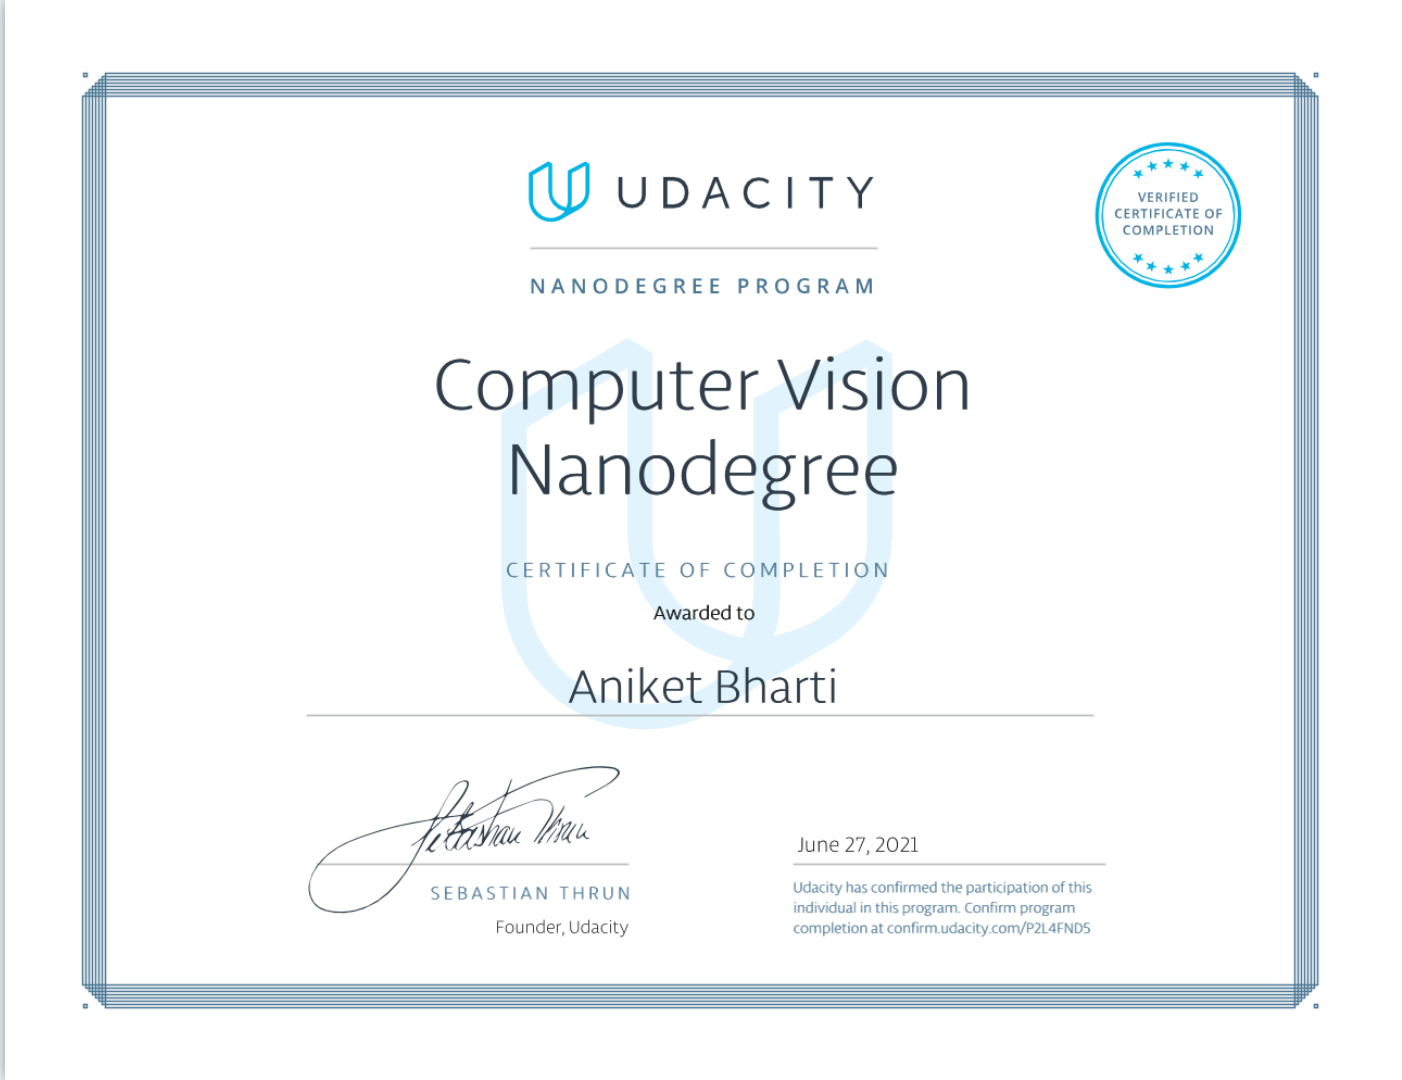 UDACITY
VERIFIED
CERTIFICATE OF
COMPLETION
NANODEGREE PROGRAM
Computer Vision
Nanodegree
CERTIFICATE OF COMPLETION
Awarded to
Aniket Bharti
Sebastian Thrun
SEBASTIAN THRUN
Founder, Udacity
June 27, 2021
Udacity has confirmed the participation of this
individual in this program. Confirm program
completion at confirm.udacity.com/P2L4FND5